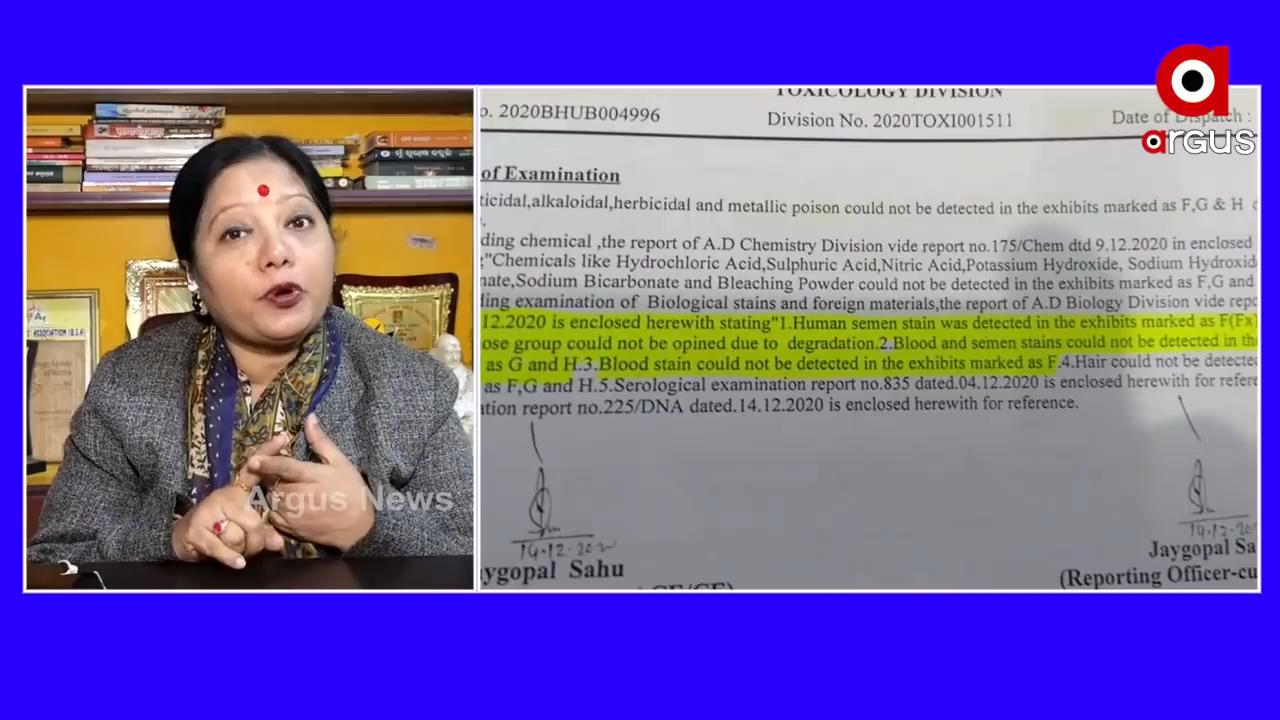 argus
ମୁଁ
ASSOCIATION (B.S.A)
Argus News
TOXICOLOGY DIVISION
o. 2020BHUB004996
Division No. 2020TOXI001511
Date of Dispatch :
of Examination
ticidal,alkaloidal,herbicidal and metallic poison could not be detected in the exhibits marked as F,G & H
ding chemical ,the report of A.D Chemistry Division vide report no.175/Chem dtd 9.12.2020 in enclosed
"Chemicals like Hydrochloric Acid,Sulphuric Acid,Nitric Acid,Potassium Hydroxide, Sodium Hydroxid
nate,Sodium Bicarbonate and Bleaching Powder could not be detected in the exhibits marked as F,G and
ding examination of Biological stains and foreign materials,the report of A.D Biology Division vide repo
12.2020 is enclosed herewith stating"1.Human semen stain was detected in the exhibits marked as F(Fx)
ose group could not be opined due to degradation.2.Blood and semen stains could not be detected in th
as G and H.3.Blood stain could not be detected in the exhibits marked as F.4.Hair could not be detecte
as F,G and H.5.Serological examination report no.835 dated.04.12.2020 is enclosed herewith for refere
ation report no.225/DNA dated.14.12.2020 is enclosed herewith for reference.
14.12.2020
14.12.202
ygopal Sahu
Jaygopal Sa
(Reporting Officer-cu